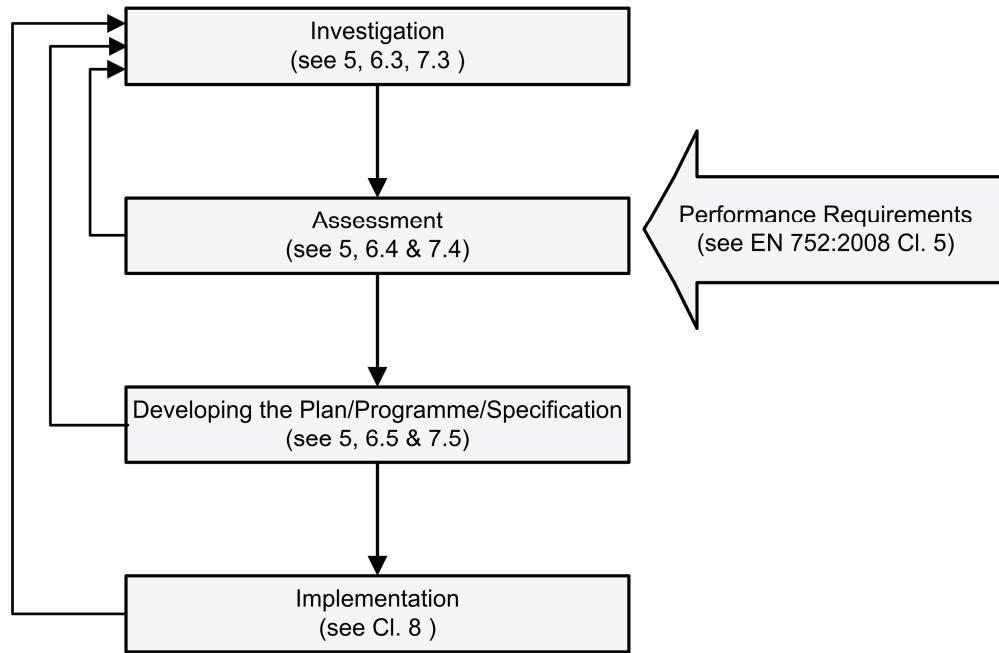 Investigation
(see 5, 6.3, 7.3 )
Assessment
(see 5, 6.4 & 7.4)
Performance Requirements
(see EN 752:2008 Cl. 5)
Developing the Plan/Programme/Specification
(see 5, 6.5 & 7.5)
Implementation
(see Cl. 8 )